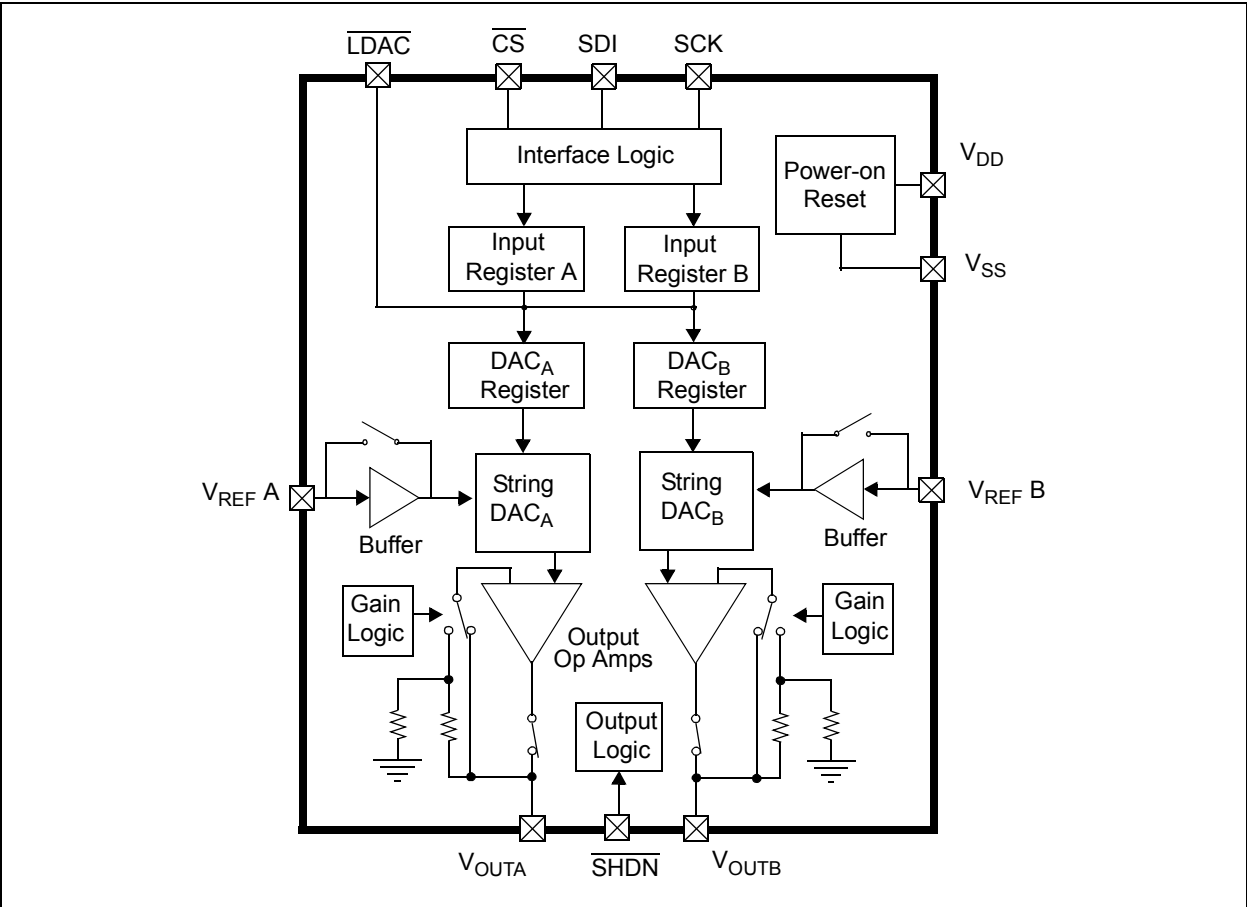 LDAC
CS
SDI
SCK
Interface Logic
Power-on
Reset
VDD
VSS
Input
Register A
Input
Register B
DACA
Register
DACB
Register
VREF A
Buffer
String
DACA
String
DACB
Buffer
VREF B
Gain
Logic
Output
Op Amps
Gain
Logic
Output
Logic
VOUTA
SHDN
VOUTB